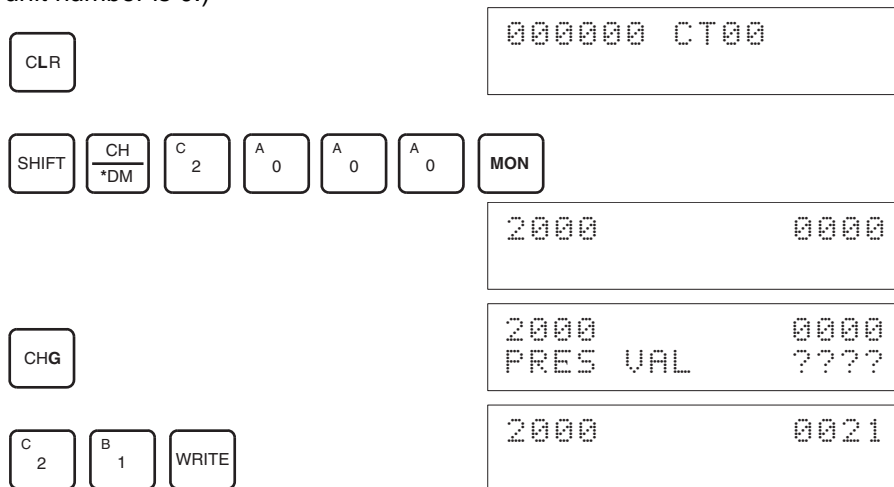 unit number is 0.)
000000 CT00
CLR
SHIFT CH *DM C 2 A 0 A 0 A 0 MON
2000 0000
2000 0000
CHG
PRES VAL ????
2000 0021
C 2 B 1 WRITE